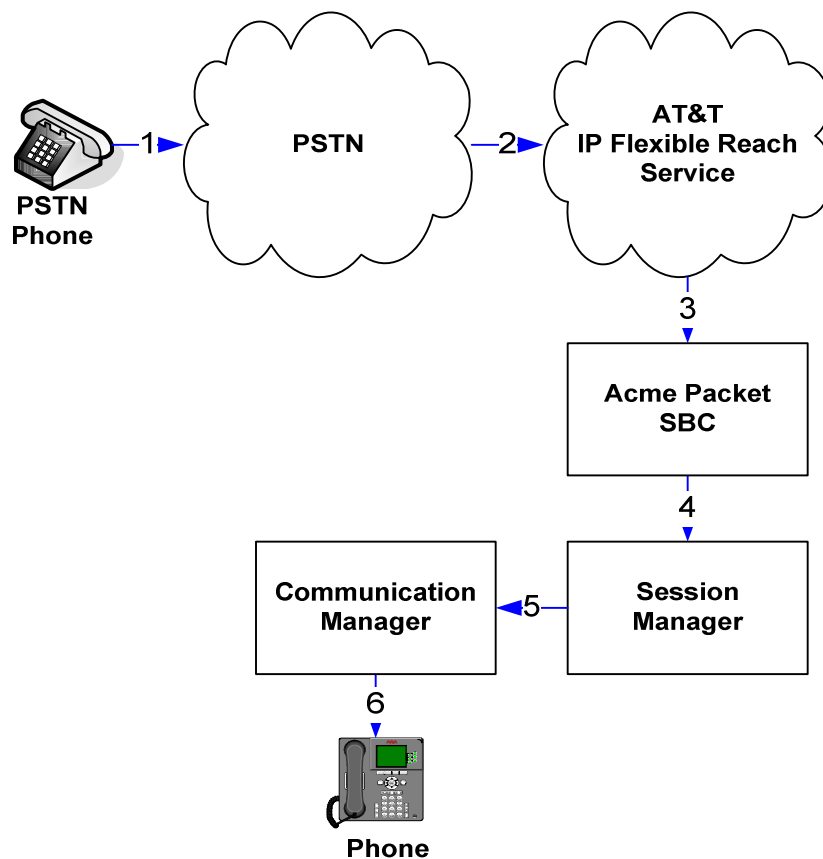 PSTN
Phone
1
PSTN
2
AT&T
IP Flexible Reach
Service
3
Acme Packet
SBC
4
Session
Manager
5
Communication
Manager
6
Phone